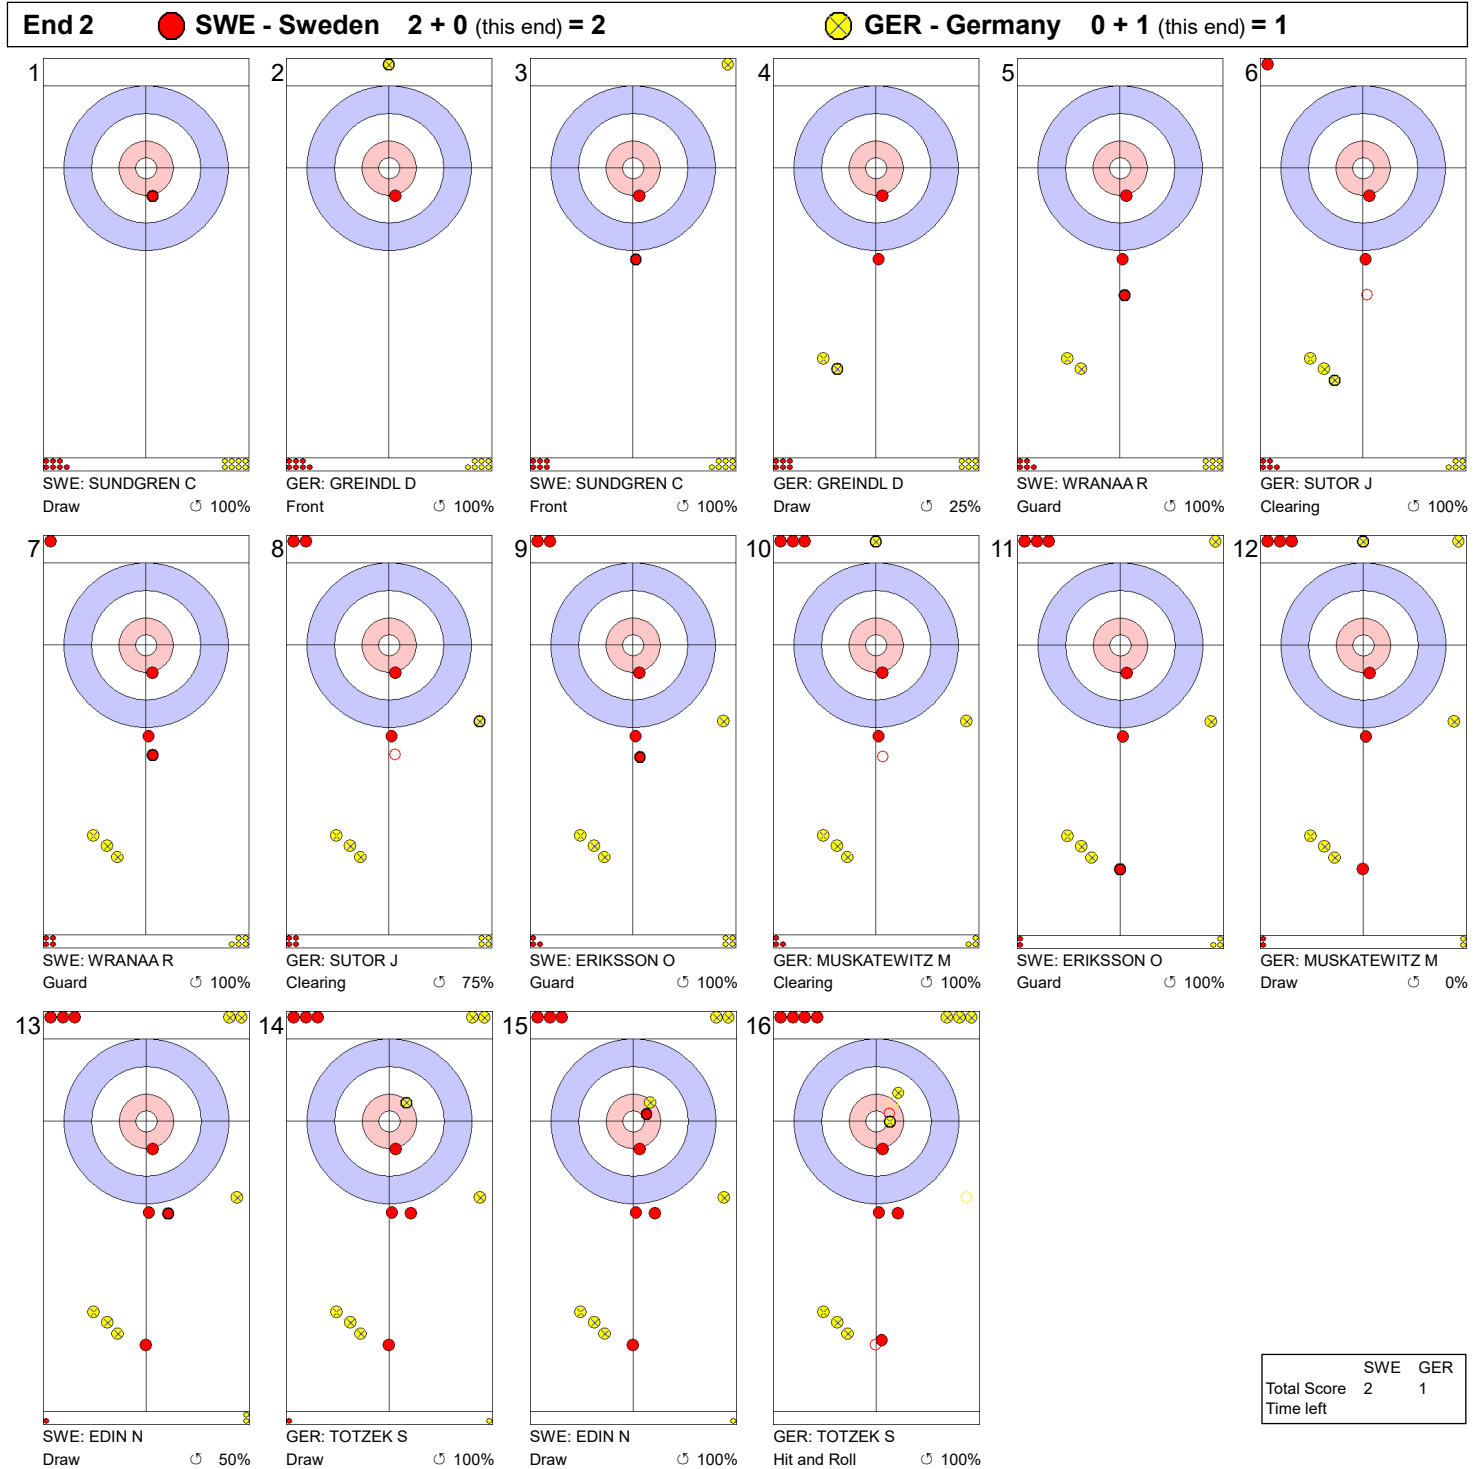 End 2 SWE - Sweden 2 + 0 (this end) = 2 GER - Germany 0 + 1 (this end) = 1
1 2 3 4 5 6
SWE: SUNDGREN C GER: GREINDL D SWE: SUNDGREN C GER: GREINDL D SWE: WRANAA R GER: SUTOR J
Draw ↺ 100% Front ↺ 100% Front ↺ 100% Draw ↺ 25% Guard ↺ 100% Clearing ↺ 100%
7 8 9 10 11 12
SWE: WRANAA R GER: SUTOR J SWE: ERIKSSON O GER: MUSKATEWITZ M SWE: ERIKSSON O GER: MUSKATEWITZ M
Guard ↺ 100% Clearing ↺ 75% Guard ↺ 100% Clearing ↺ 100% Guard ↺ 100% Draw ↺ 0%
13 14 15 16
SWE: EDIN N GER: TOTZEK S SWE: EDIN N GER: TOTZEK S
Draw ↺ 50% Draw ↺ 100% Draw ↺ 100% Hit and Roll ↺ 100%
SWE GER
Total Score 2 1
Time left